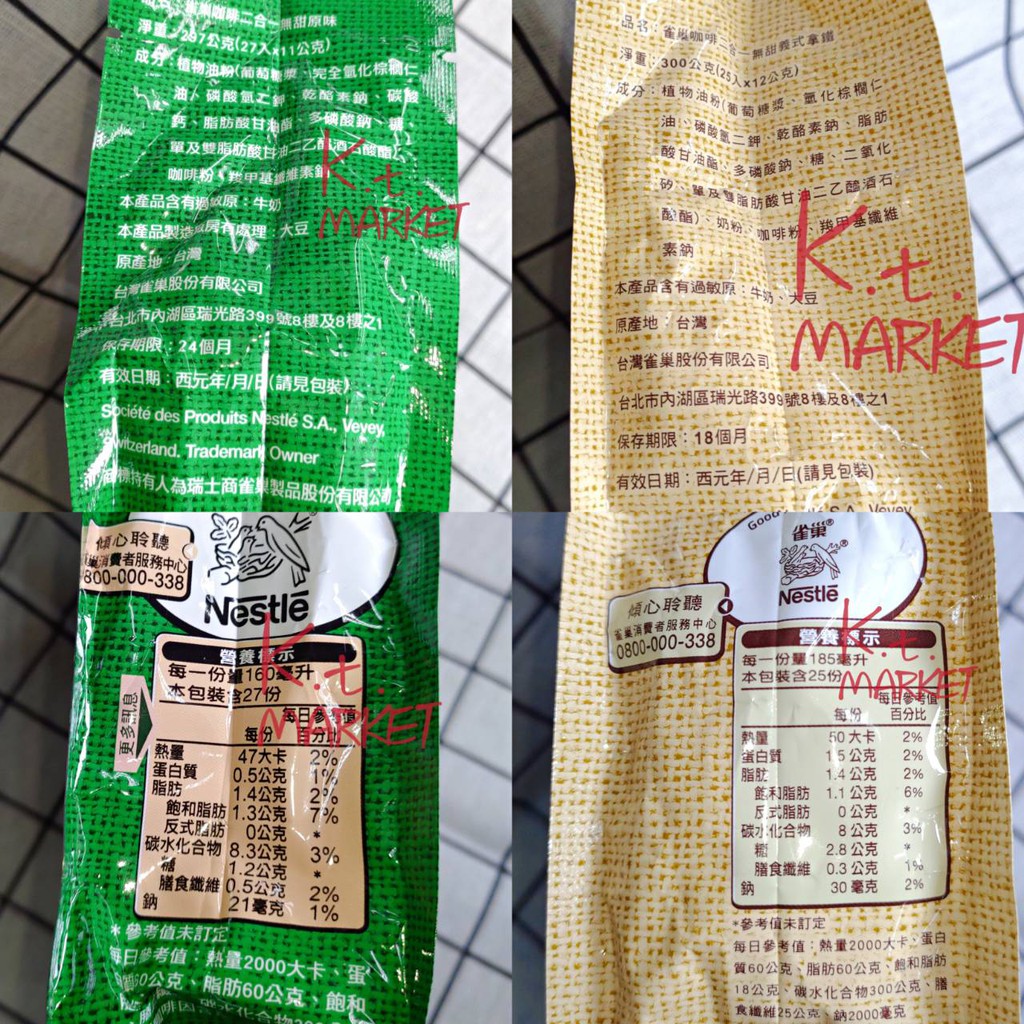 品名：雀巢咖啡二合一無甜原味
淨重：297公克(27入x11公克)
成分：植物油粉(葡萄糖漿、完全氫化棕櫚仁
油、磷酸氫二鉀、乾酪素鈉、碳酸
鈣、脂肪酸甘油酯、多磷酸鈉、糖、
單及雙脂肪酸甘油二乙醯酒石酸酯)、
咖啡粉、羧甲基纖維素鈉
本產品含有過敏原：牛奶
本產品製造廠房有處理：大豆
原產地：台灣
台灣雀巢股份有限公司
台北市內湖區瑞光路399號8樓及8樓之1
保存期限：24個月
有效日期：西元年/月/日(請見包裝)
Société des Produits Nestlé S.A., Vevey,
Switzerland. Trademark Owner
商標持有人為瑞士商雀巢製品股份有限公司
K.t.
MARKET
品名：雀巢咖啡二合一無甜義式拿鐵
淨重：300公克(25入x12公克)
成分：植物油粉(葡萄糖漿、氫化棕櫚仁
油、磷酸氫二鉀、乾酪素鈉、脂肪
酸甘油酯、多磷酸鈉、糖、二氧化
矽、單及雙脂肪酸甘油二乙醯酒石
酸酯)、奶粉、咖啡粉、羧甲基纖維
素鈉
本產品含有過敏原：牛奶、大豆
原產地：台灣
台灣雀巢股份有限公司
台北市內湖區瑞光路399號8樓及8樓之1
保存期限：18個月
有效日期：西元年/月/日(請見包裝)
K.t.
MARKET
傾心聆聽
雀巢消費者服務中心
0800-000-338
Nestlé
營養標示
每一份量160毫升
本包裝含27份
每份 每日參考值百分比
熱量 47大卡 2%
蛋白質 0.5公克 1%
脂肪 1.4公克 2%
飽和脂肪 1.3公克 7%
反式脂肪 0公克 *
碳水化合物 8.3公克 3%
糖 1.2公克 *
膳食纖維 0.5公克 2%
鈉 21毫克 1%
更多訊息
*參考值未訂定
每日參考值：熱量2000大卡、蛋
質60公克、脂肪60公克、飽和
K.t.
MARKET
S.A., Vevey
Good
雀巢®
Nestlé
傾心聆聽
雀巢消費者服務中心
0800-000-338
營養標示
每一份量185毫升
本包裝含25份
每份 每日參考值百分比
熱量 50大卡 2%
蛋白質 1.5公克 2%
脂肪 1.4公克 2%
飽和脂肪 1.1公克 6%
反式脂肪 0公克 *
碳水化合物 8公克 3%
糖 2.8公克 *
膳食纖維 0.3公克 1%
鈉 30毫克 2%
*參考值未訂定
每日參考值：熱量2000大卡、蛋白
質60公克、脂肪60公克、飽和脂肪
18公克、碳水化合物300公克、膳
食纖維25公克、鈉2000毫克
K.t.
MARKET